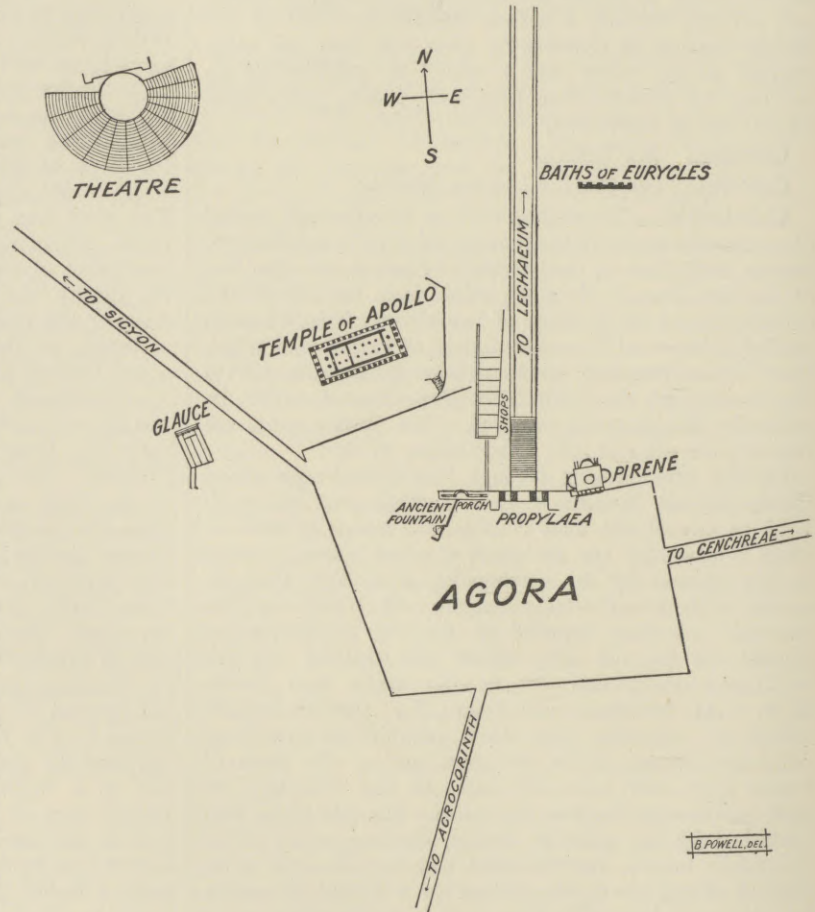 N
W E
S
THEATRE
BATHS OF EURYCLES
TO LECHAEUM →
← TO SICYON
TEMPLE OF APOLLO
GLAUCE
SHOPS
PIRENE
ANCIENT
FOUNTAIN
PORCH
PROPYLAEA
TO CENCHREAE →
AGORA
← TO ACROCORINTH
B POWELL, DEL.